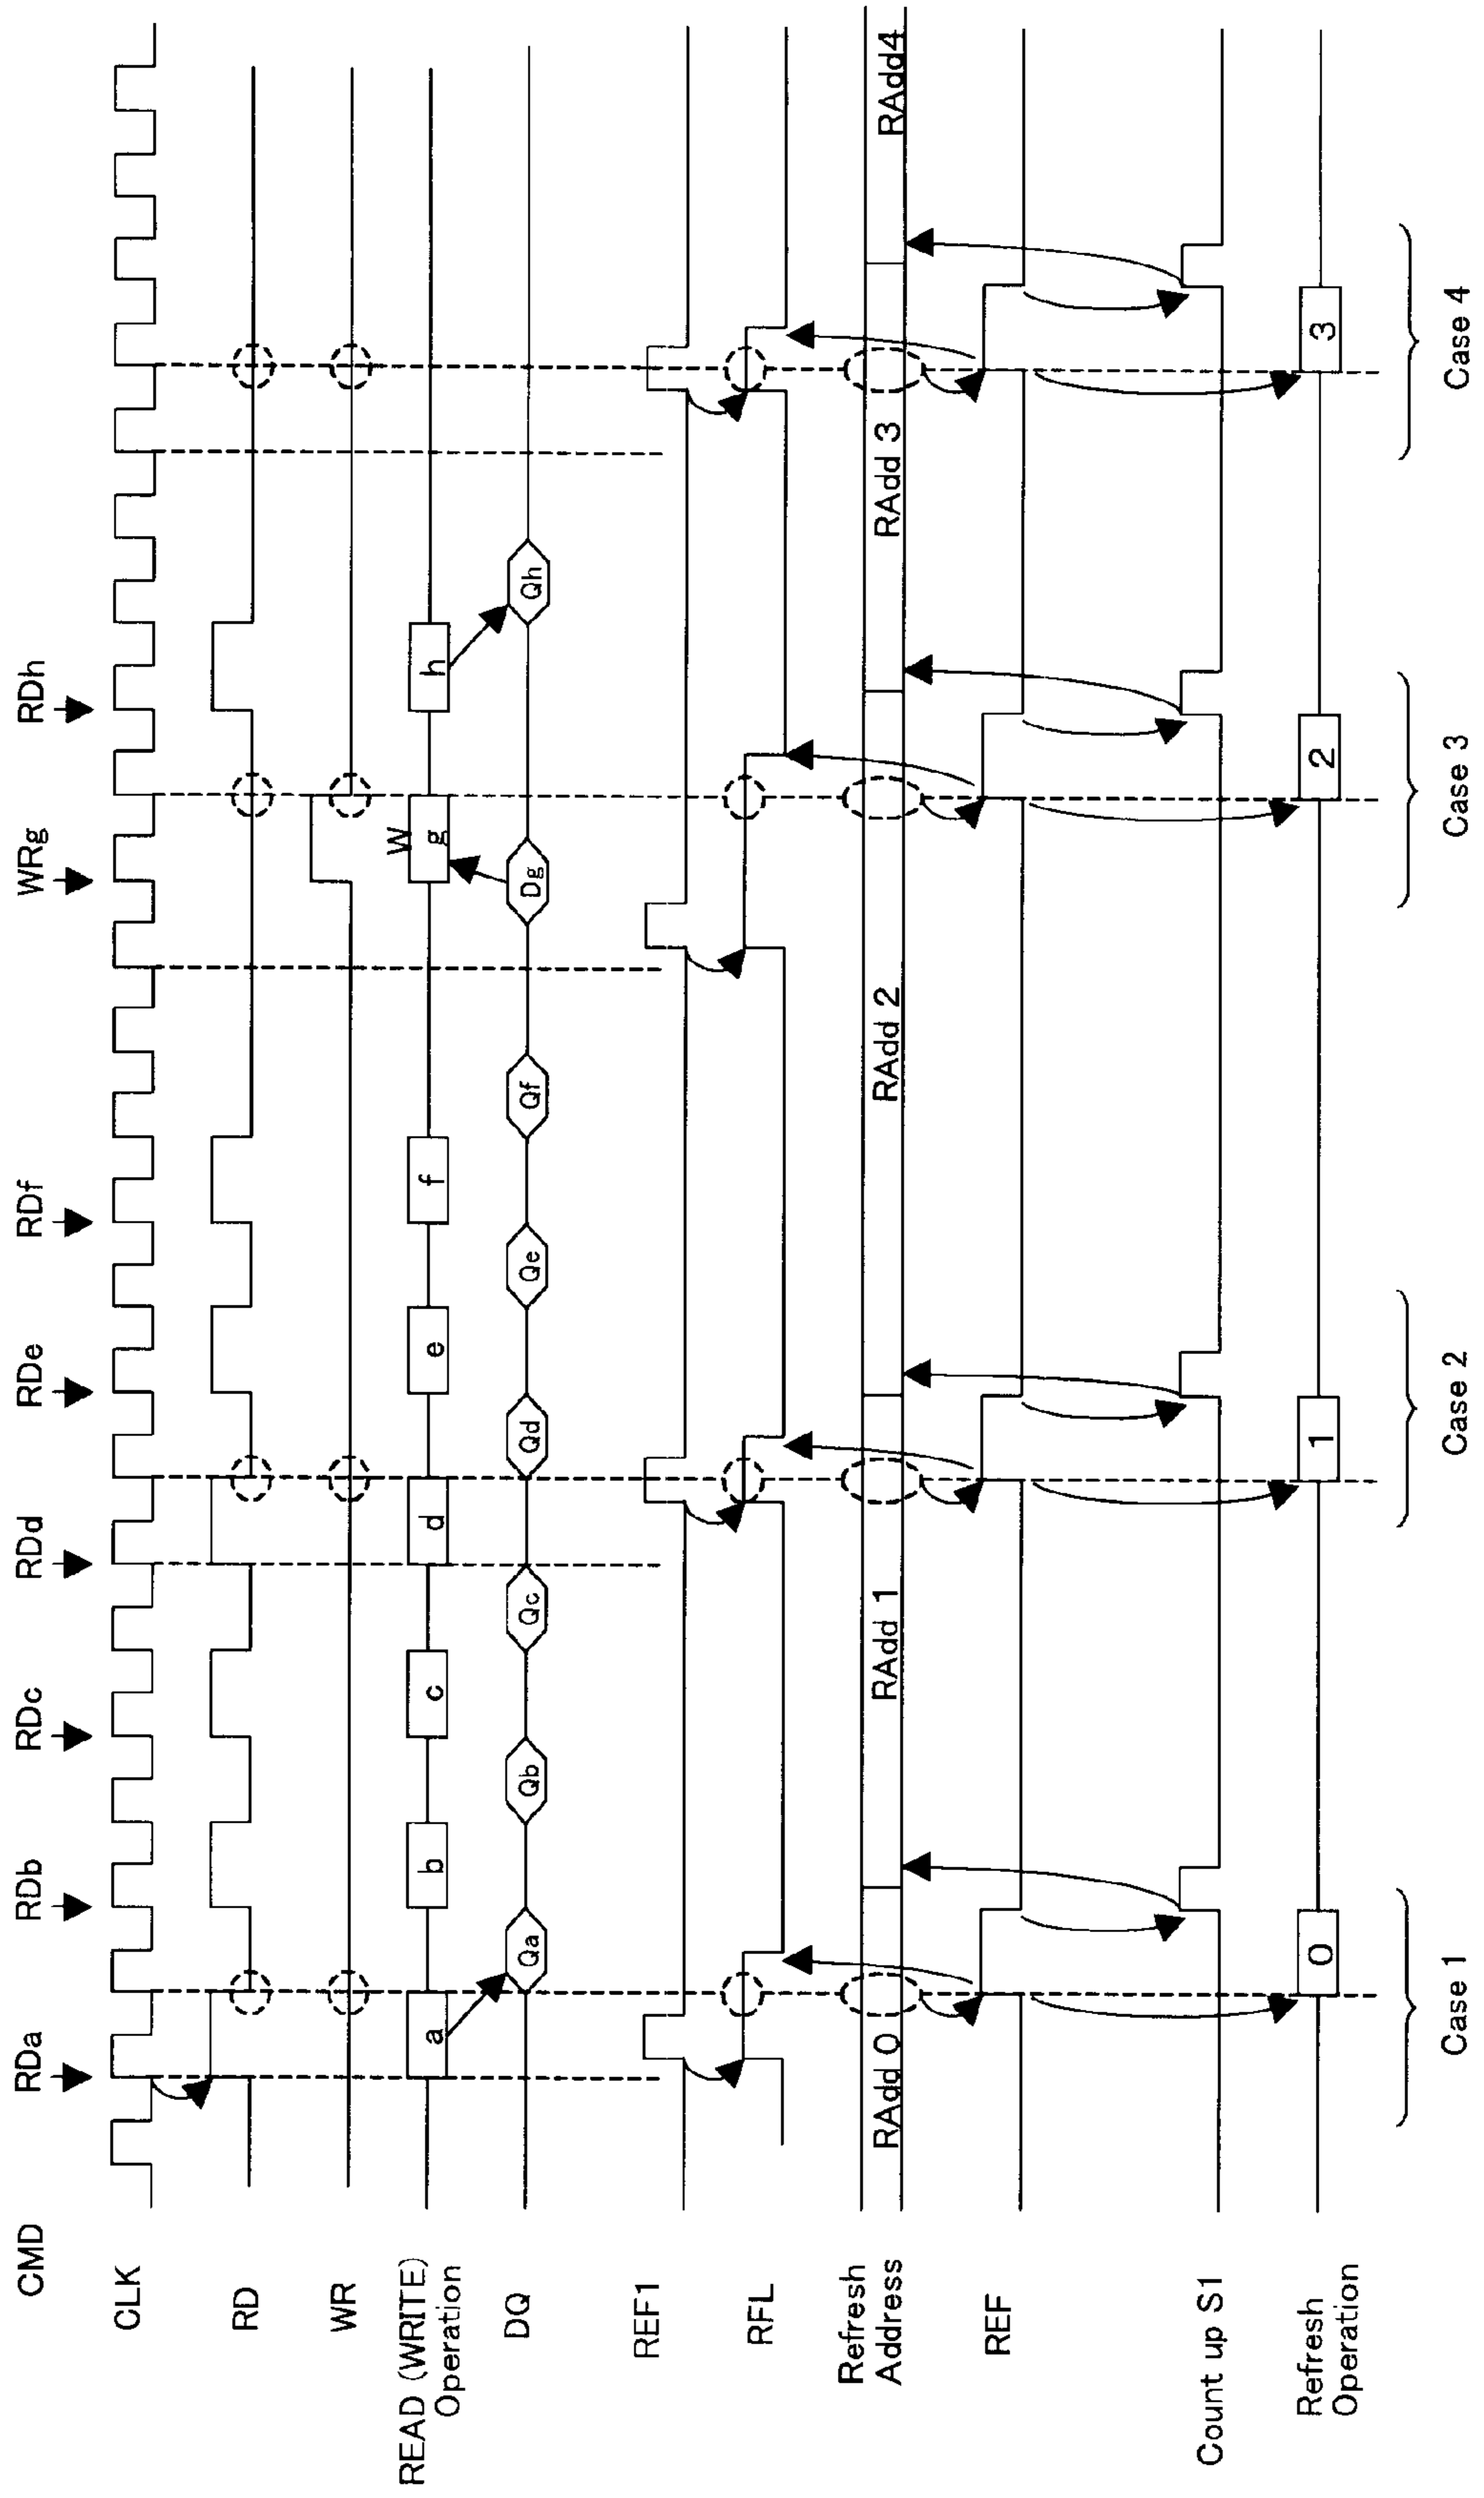 CMD RDa RDb RDc RDd RDe RDf WRg RDh
CLK
RD
WR
READ (WRITE)
Operation
a b c d e f W g h
DQ
Qa Qb Qc Qd Qe Qf Dg Qh
REF1
RFL
Refresh
Address
RAdd 0 RAdd 1 RAdd 2 RAdd 3 RAdd4
REF
Count up S1
Refresh
Operation
0 1 2 3
Case 1 Case 2 Case 3 Case 4